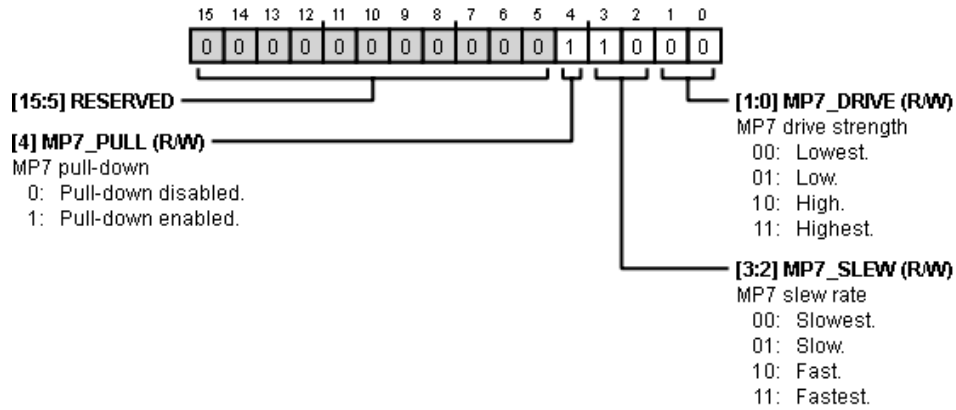 15 14 13 12 11 10 9 8 7 6 5 4 3 2 1 0
0 0 0 0 0 0 0 0 0 0 0 1 1 0 0 0
[15:5] RESERVED
[4] MP7_PULL (R/W)
MP7 pull-down
0: Pull-down disabled.
1: Pull-down enabled.
[1:0] MP7_DRIVE (R/W)
MP7 drive strength
00: Lowest.
01: Low.
10: High.
11: Highest.
[3:2] MP7_SLEW (R/W)
MP7 slew rate
00: Slowest.
01: Slow.
10: Fast.
11: Fastest.